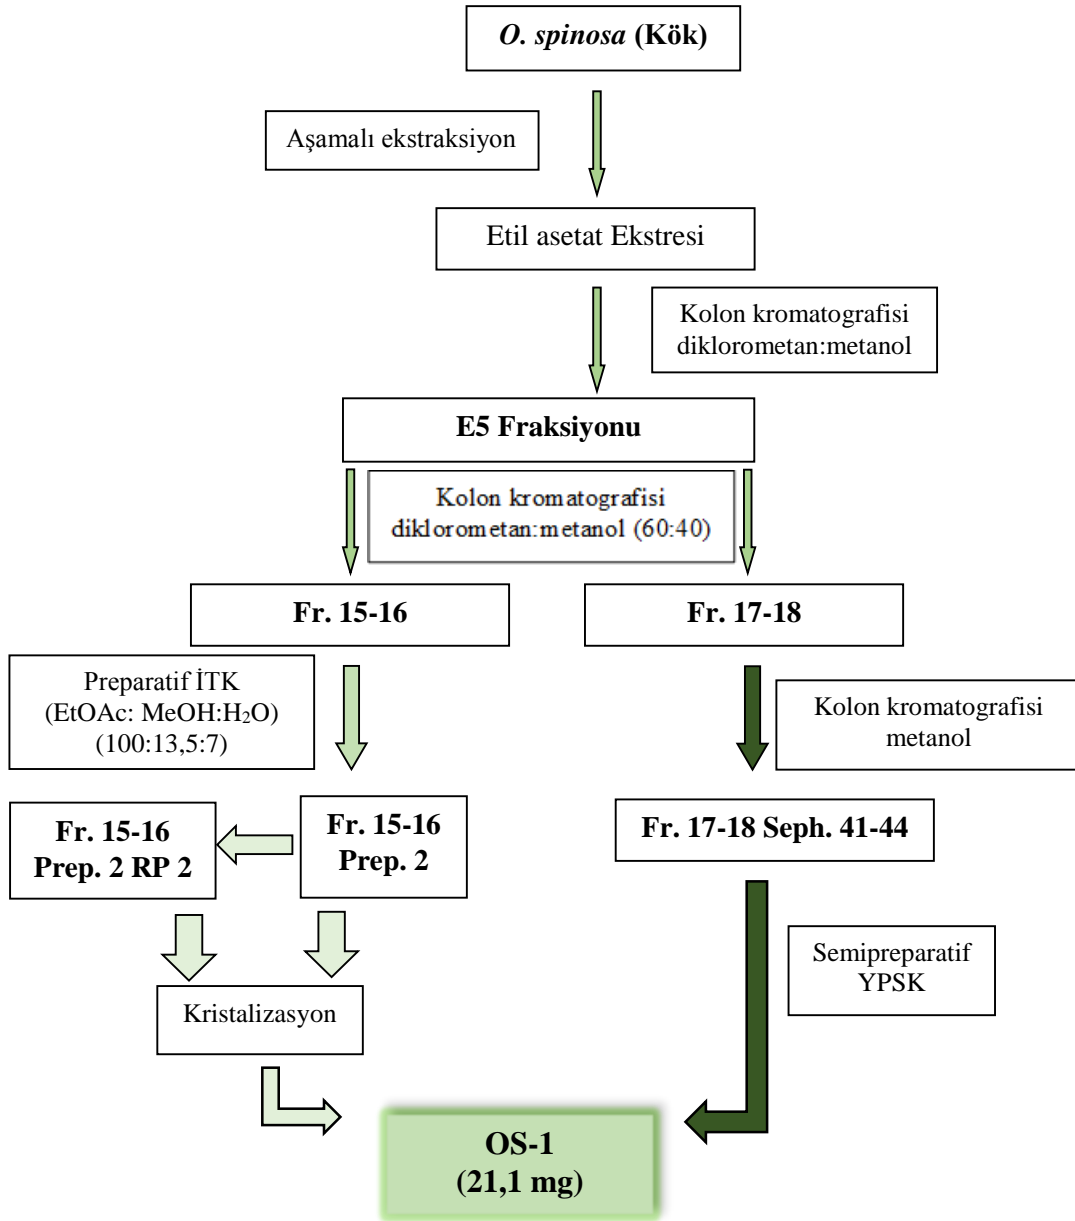 O. spinosa (Kök)
Aşamalı ekstraksiyon
Etil asetat Ekstresi
Kolon kromatografisi
diklorometan:metanol
E5 Fraksiyonu
Kolon kromatografisi
diklorometan:metanol (60:40)
Fr. 15-16
Fr. 17-18
Preparatif İTK
(EtOAc: MeOH:H₂O)
(100:13,5:7)
Kolon kromatografisi
metanol
Fr. 15-16
Prep. 2 RP 2
Fr. 15-16
Prep. 2
Fr. 17-18 Seph. 41-44
Semipreparatif
YPSK
Kristalizasyon
OS-1
(21,1 mg)